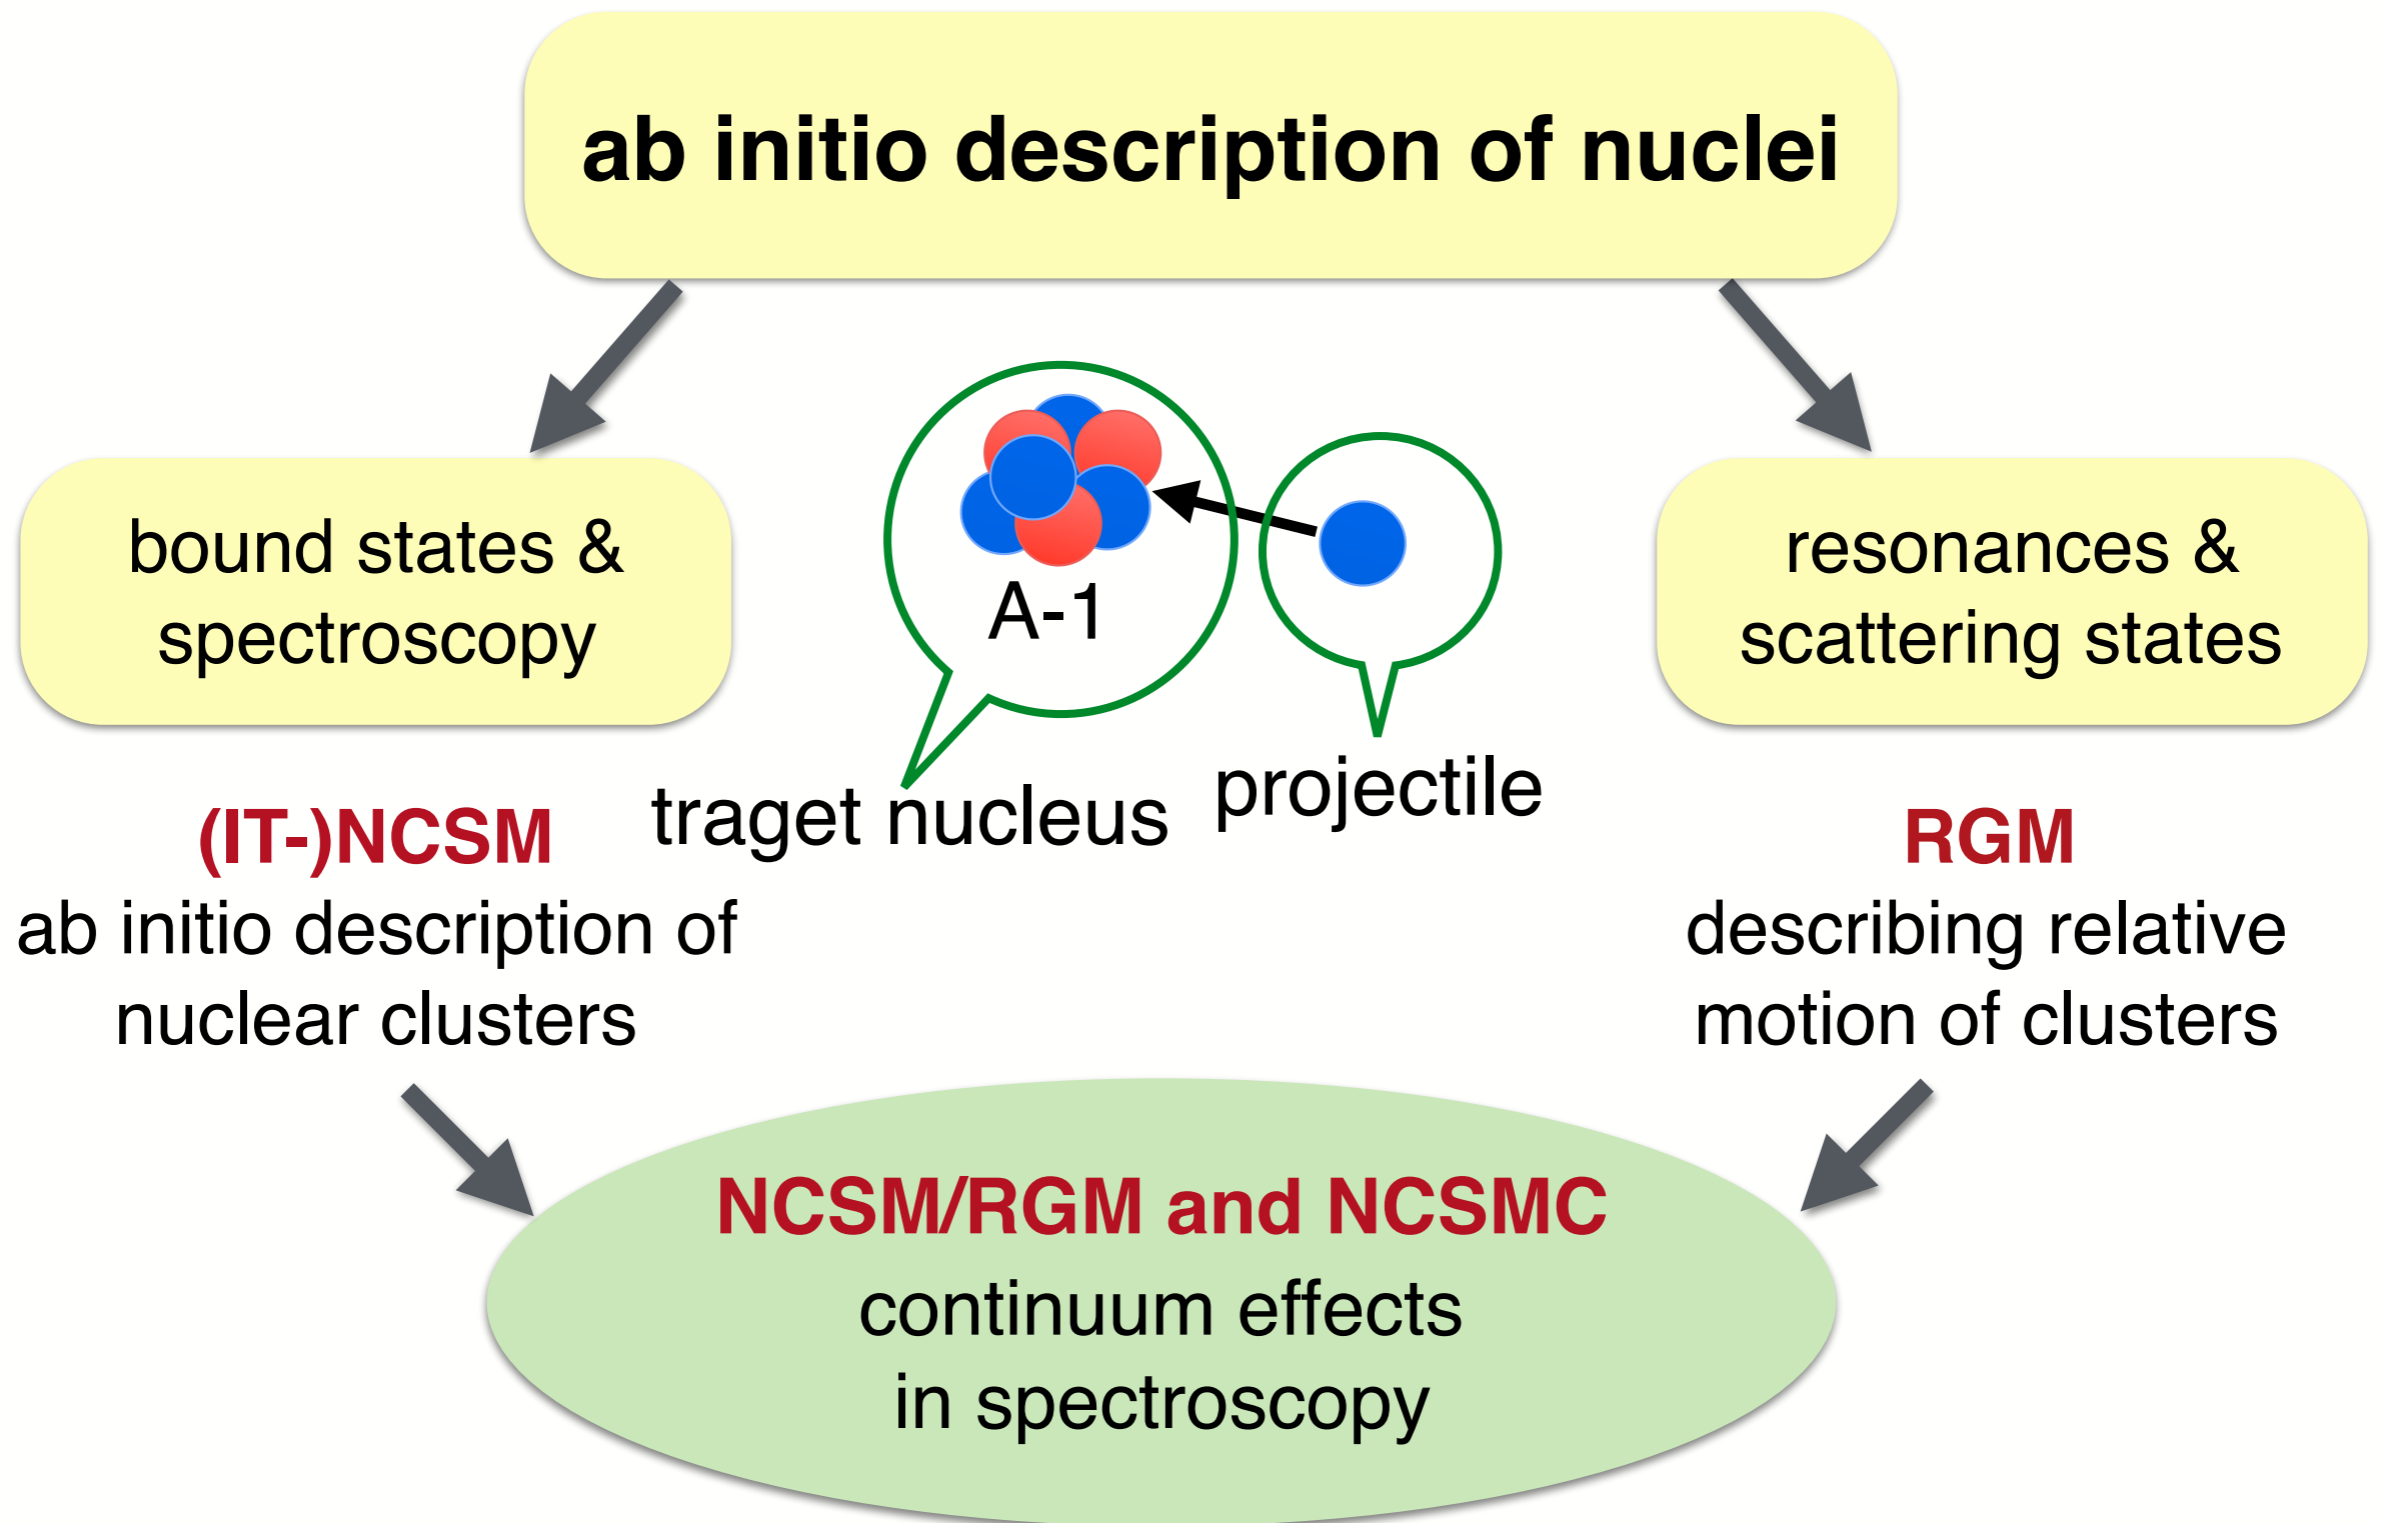 ab initio description of nuclei
bound states &
spectroscopy
A-1
resonances &
scattering states
traget nucleus
projectile
(IT-)NCSM
ab initio description of
nuclear clusters
RGM
describing relative
motion of clusters
NCSM/RGM and NCSMC
continuum effects
in spectroscopy